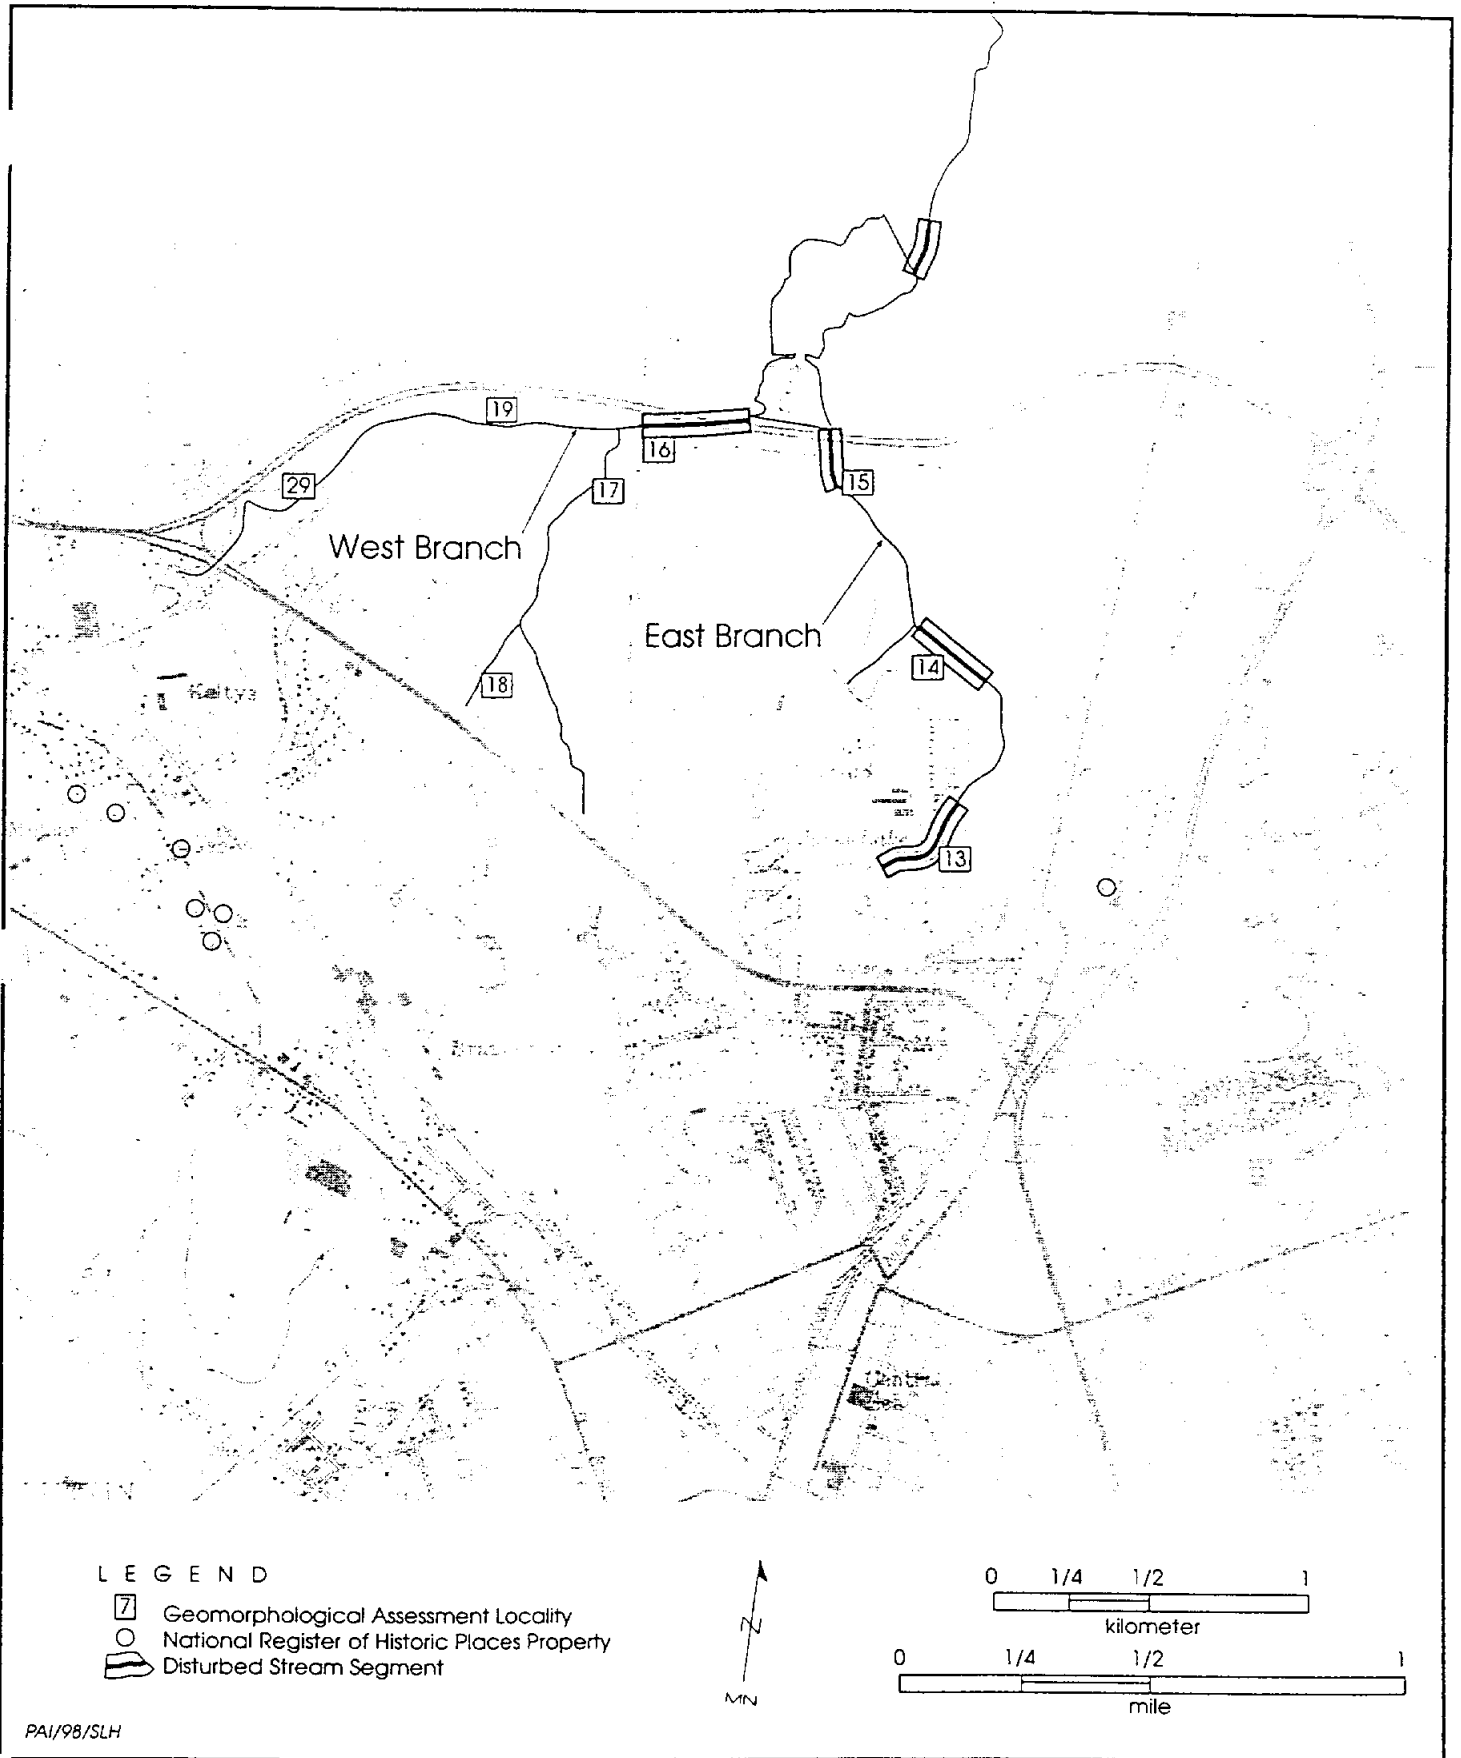 19
16
29
17
15
West Branch
East Branch
14
18
Keltys
13
LEGEND
7 Geomorphological Assessment Locality
National Register of Historic Places Property
Disturbed Stream Segment
N
MN
0 1/4 1/2 1
kilometer
0 1/4 1/2 1
mile
PAI/98/SLH